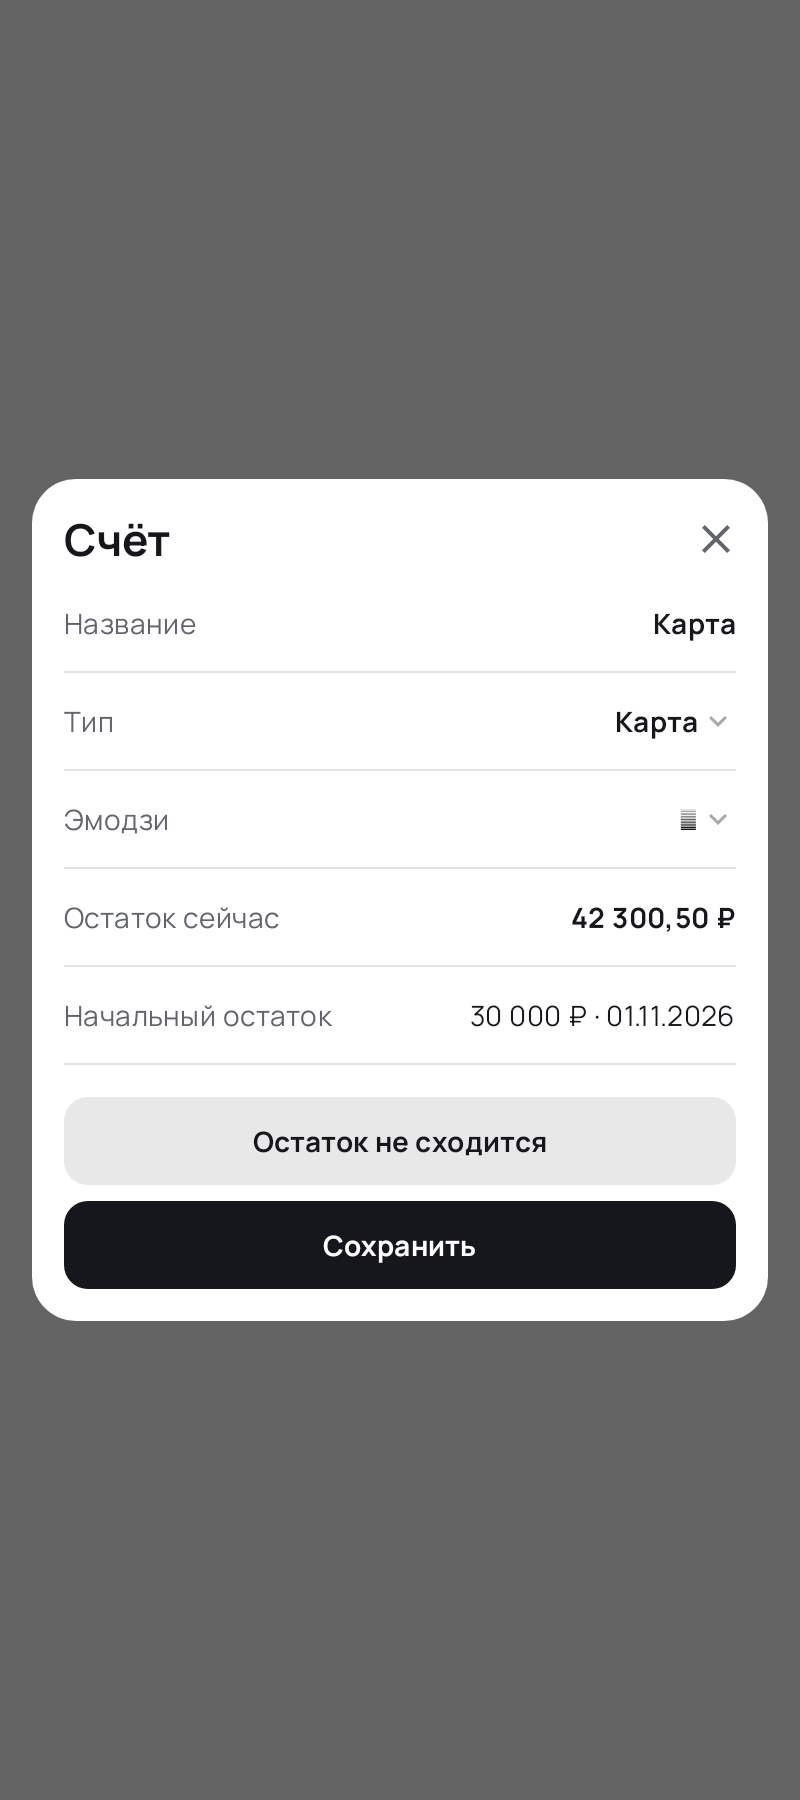 Счёт
Название Карта
Тип Карта
Эмодзи
Остаток сейчас 42 300,50 ₽
Начальный остаток 30 000 ₽ · 01.11.2026
Остаток не сходится
Сохранить